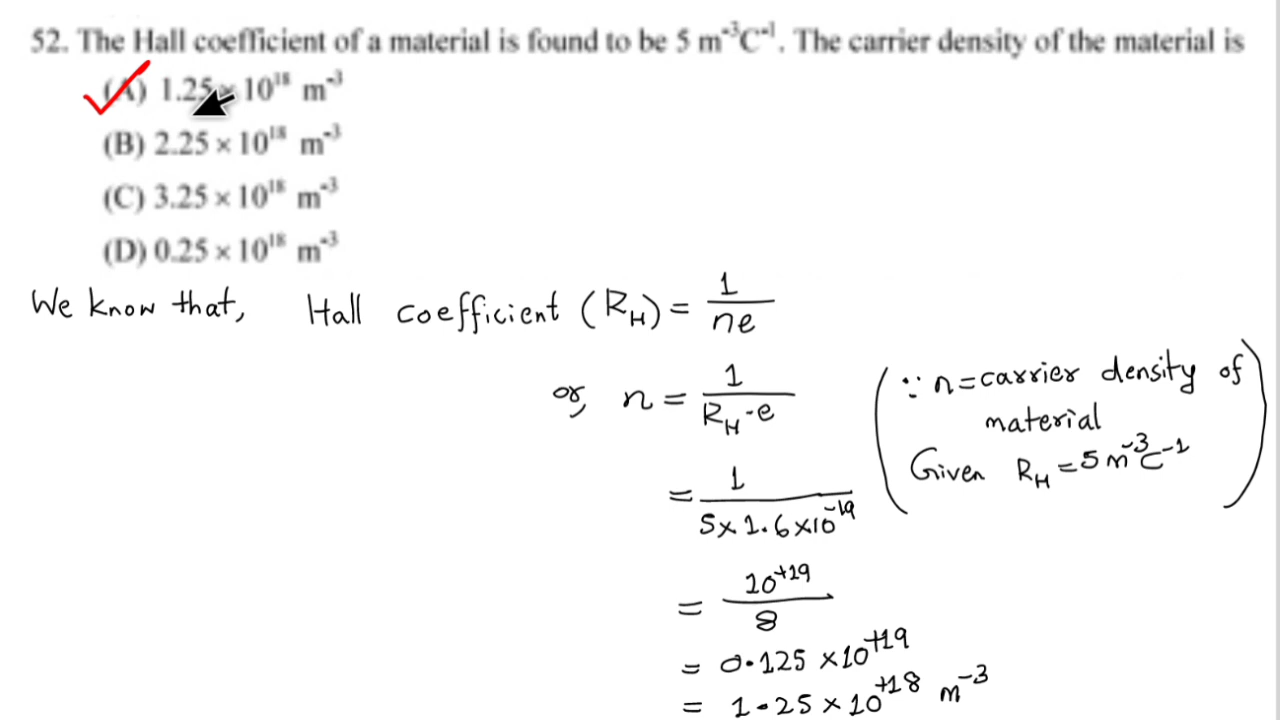 52. The Hall coefficient of a material is found to be 5 m⁻³C⁻¹. The carrier density of the material is
(A) 1.25 × 10¹⁸ m⁻³
(B) 2.25 × 10¹⁸ m⁻³
(C) 3.25 × 10¹⁸ m⁻³
(D) 0.25 × 10¹⁸ m⁻³
We know that, Hall coefficient (R_H) = 1/ne
or, n = 1/(R_H·e)
(∵ n = carrier density of
material
Given R_H = 5 m⁻³C⁻¹)
= 1/(5×1.6×10⁻¹⁹)
= 10⁺¹⁹/8
= 0.125 ×10⁺¹⁹
= 1.25 × 10⁺¹⁸ m⁻³